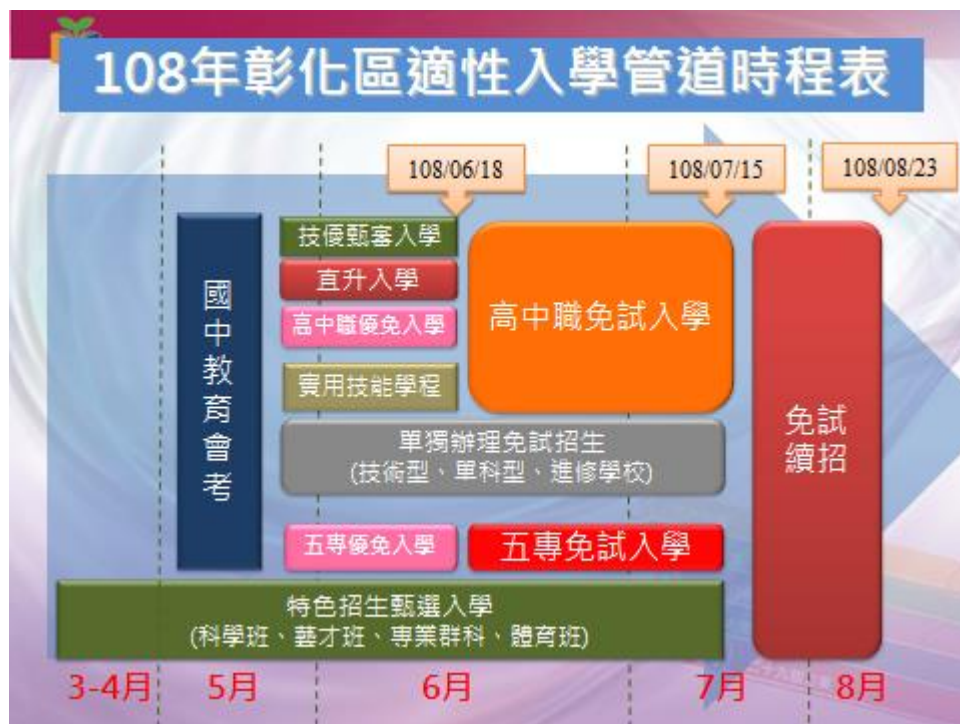 108年彰化區適性入學管道時程表
108/06/18
108/07/15
108/08/23
國中教育會考
技優甄審入學
直升入學
高中職優免入學
實用技能學程
高中職免試入學
單獨辦理免試招生
(技術型、單科型、進修學校)
五專優免入學
五專免試入學
免試
續招
特色招生甄選入學
(科學班、藝才班、專業群科、體育班)
3-4月
5月
6月
7月
8月